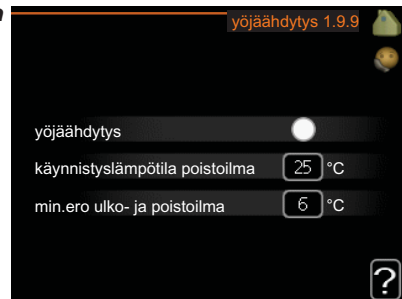 yöjäähdytys 1.9.9
yöjäähdytys
käynnistyslämpötila poistoilma 25 °C
min.ero ulko- ja poistoilma 6 °C
?